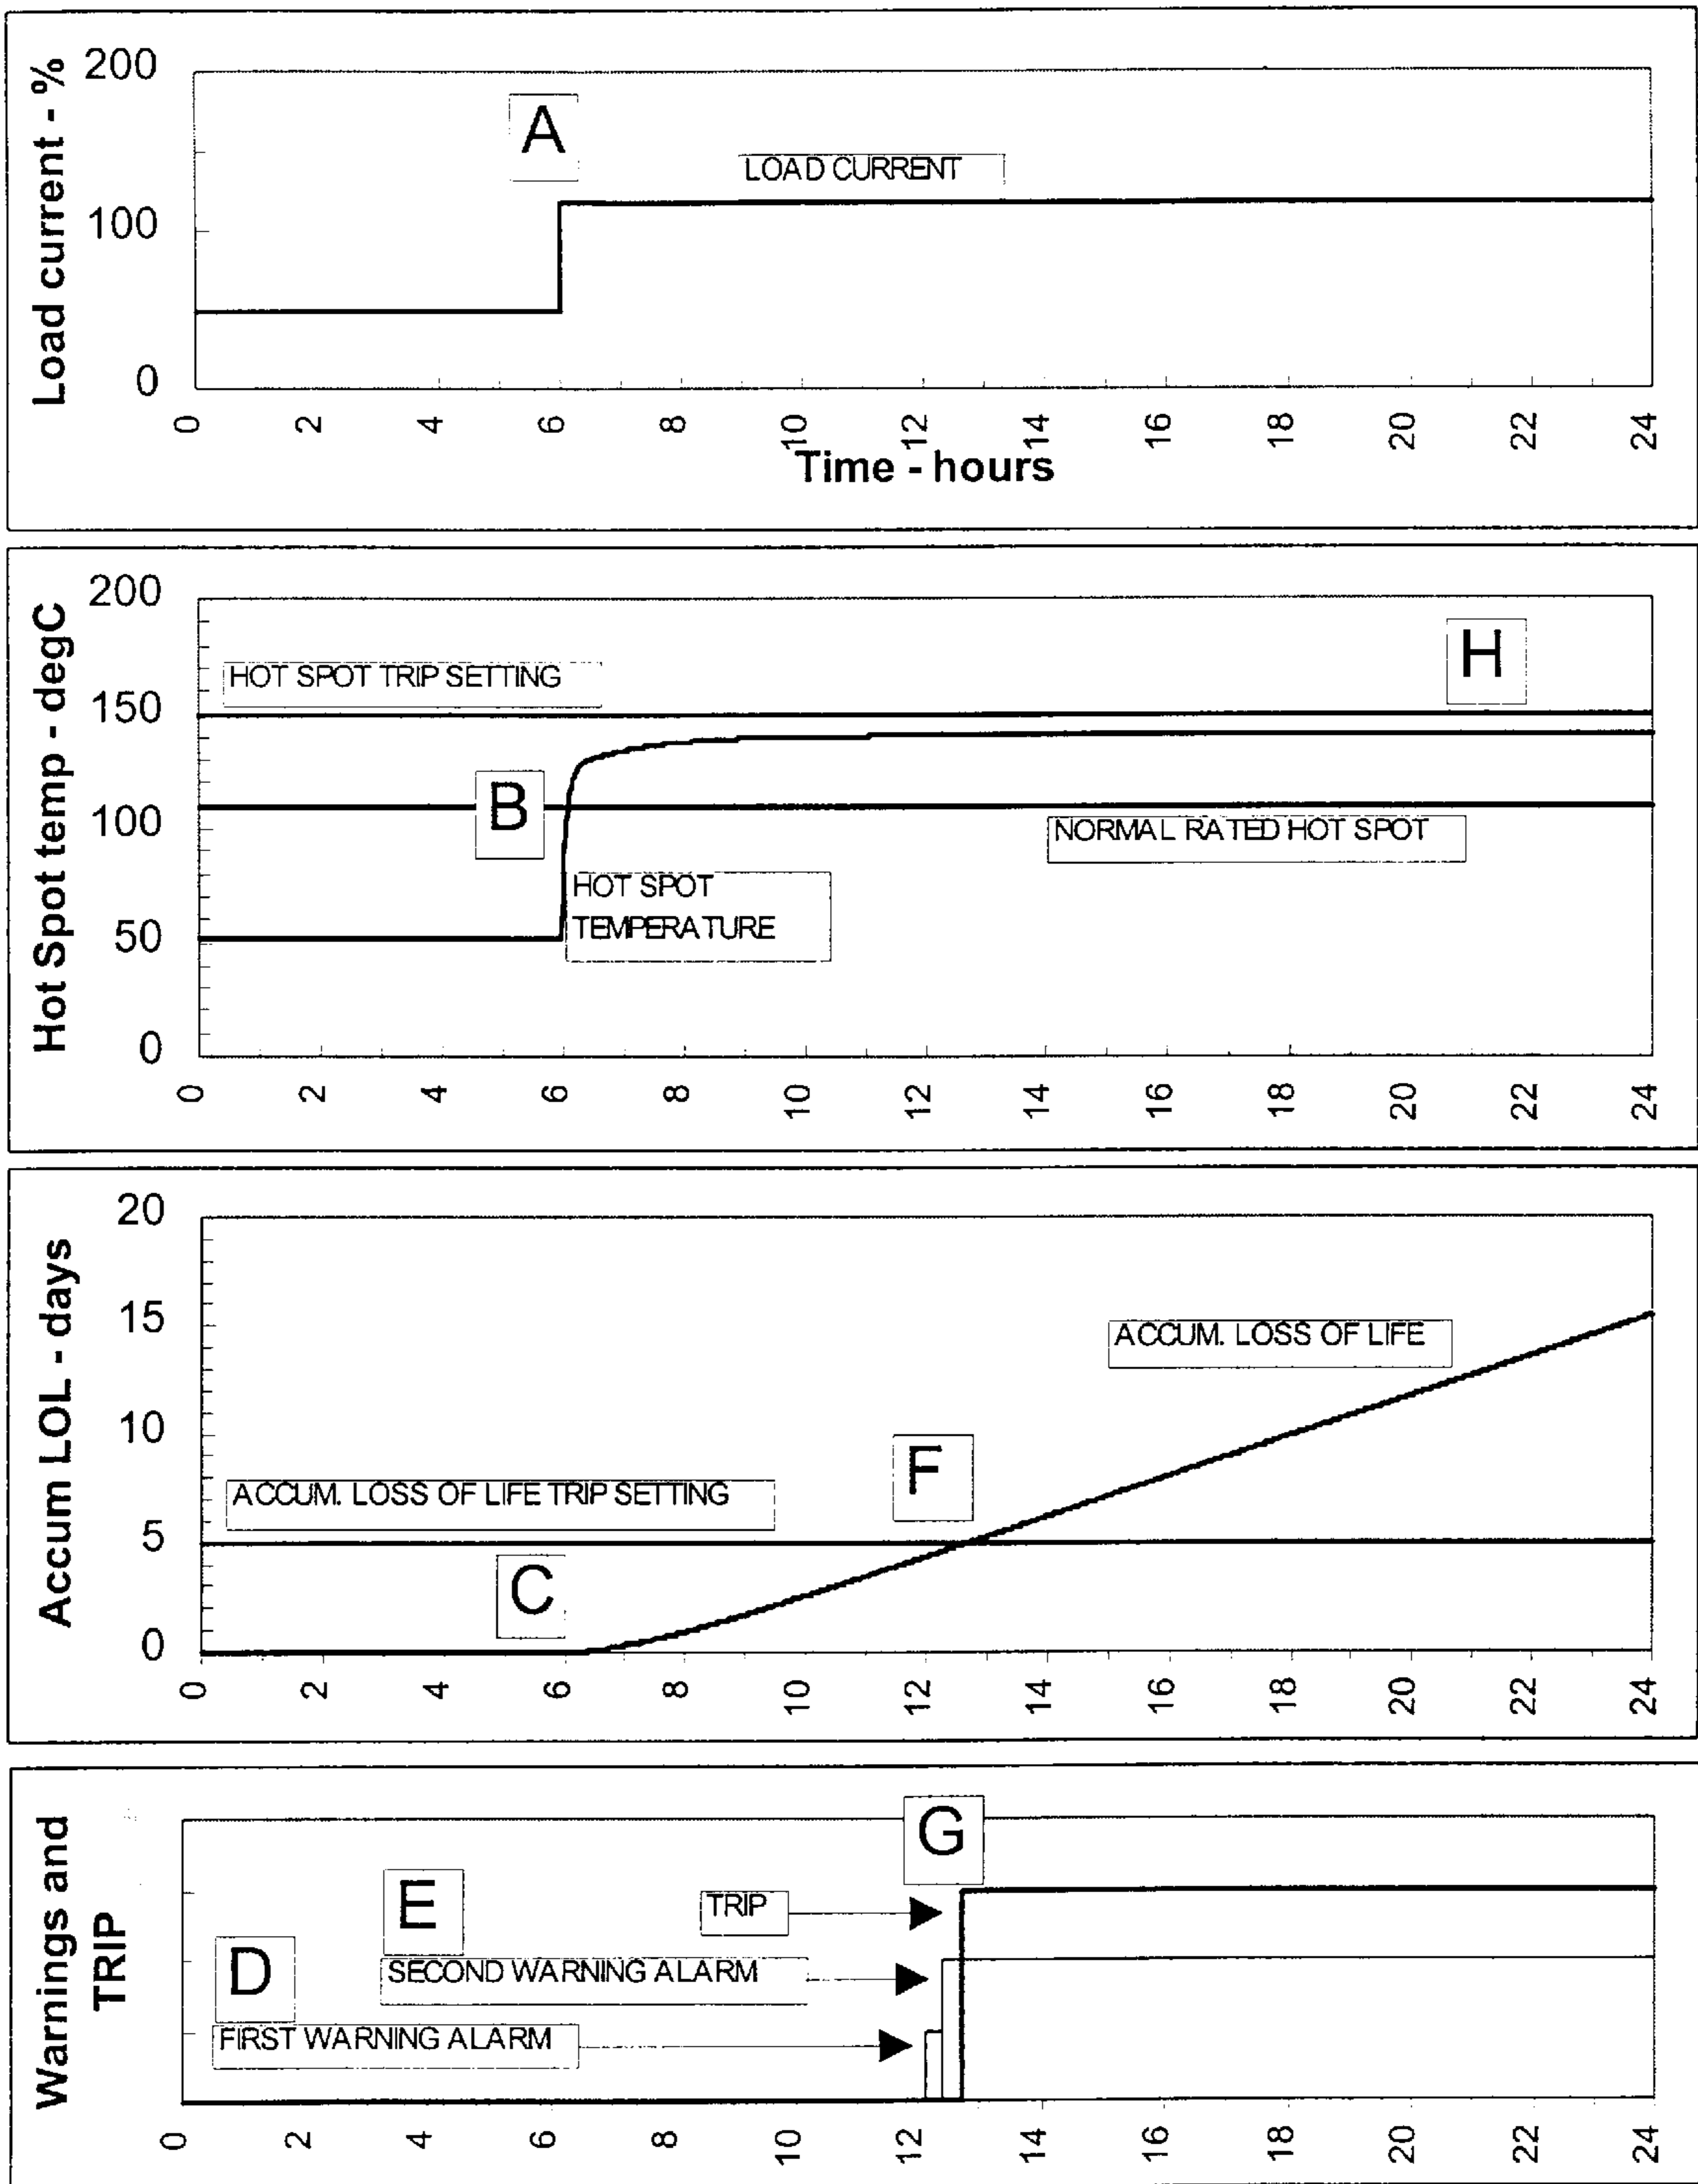 Load current - %
200
100
0
A
LOAD CURRENT
0 2 4 6 8 10 12 14 16 18 20 22 24
Time - hours
Hot Spot temp - degC
200
150
100
50
0
H
HOT SPOT TRIP SETTING
B
NORMAL RATED HOT SPOT
HOT SPOT
TEMPERATURE
0 2 4 6 8 10 12 14 16 18 20 22 24
Accum LOL - days
20
15
10
5
0
ACCUM. LOSS OF LIFE
F
ACCUM. LOSS OF LIFE TRIP SETTING
C
0 2 4 6 8 10 12 14 16 18 20 22 24
Warnings and
TRIP
G
E
TRIP
D
SECOND WARNING ALARM
FIRST WARNING ALARM
0 2 4 6 8 10 12 14 16 18 20 22 24